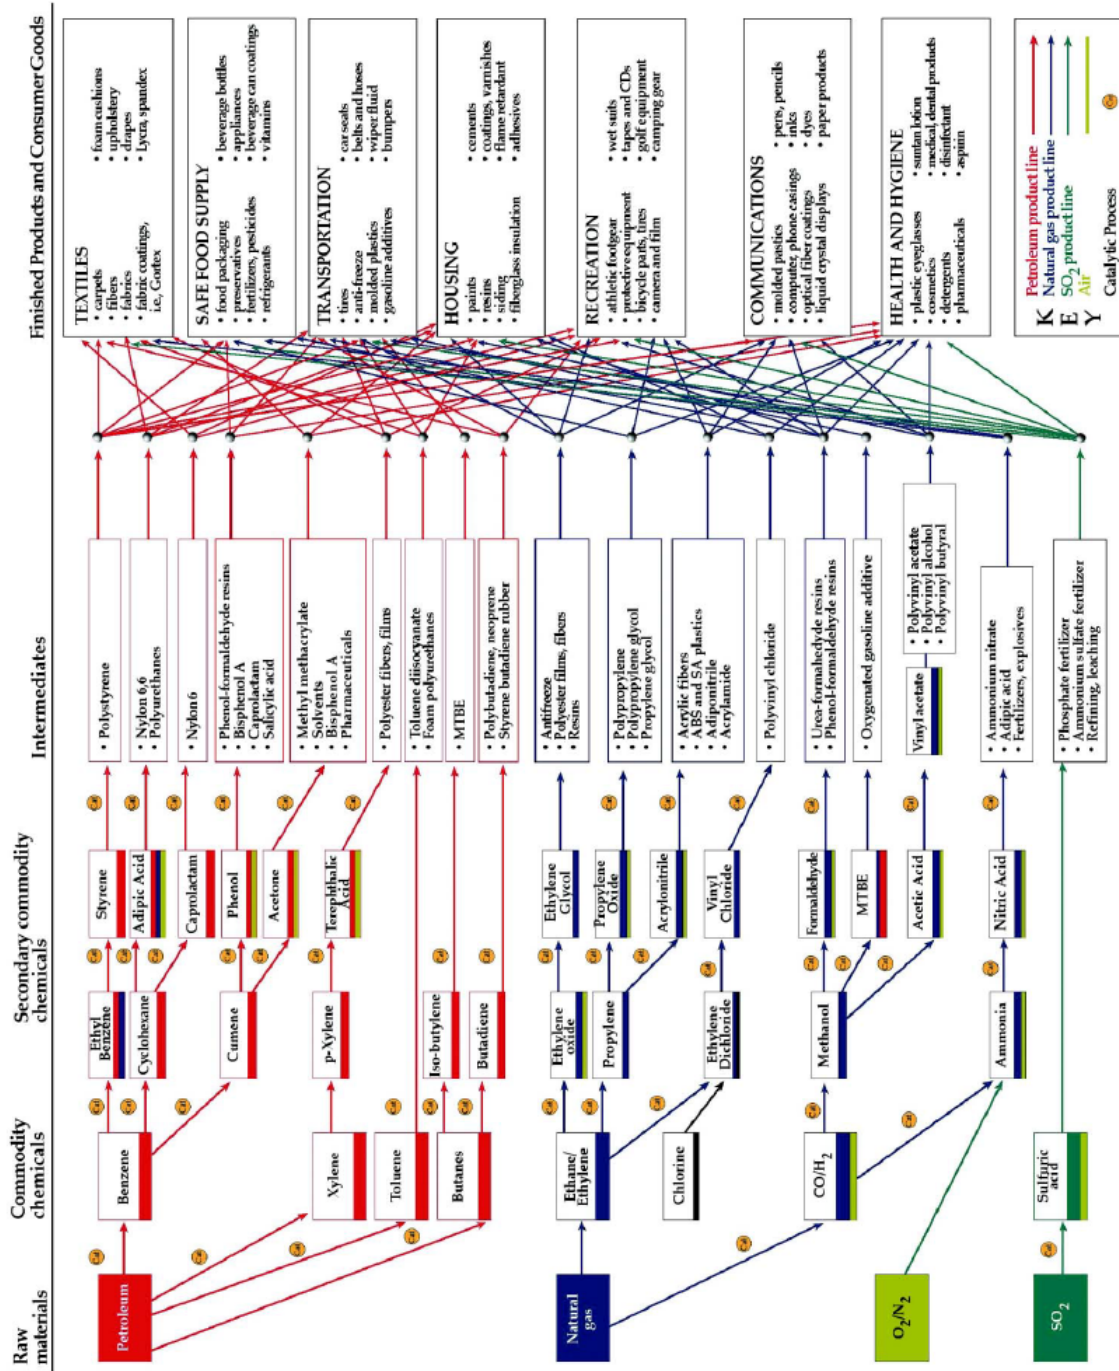 Raw
materials
Commodity
chemicals
Secondary commodity
chemicals
Intermediates
Finished Products and Consumer Goods
Petroleum
Natural
gas
O2/N2
SO2
Benzene
Xylene
Toluene
Butanes
Ethane/
Ethylene
Chlorine
CO/H2
Sulfuric
acid
Ethyl
Benzene
Cyclohexane
Cumene
p-Xylene
Iso-butylene
Butadiene
Ethylene
oxide
Propylene
Ethylene
Dichloride
Methanol
Ammonia
Styrene
Adipic Acid
Caprolactam
Phenol
Acetone
Terephthalic
Acid
Ethylene
Glycol
Propylene
Oxide
Acrylonitrile
Vinyl
Chloride
Formaldehyde
MTBE
Acetic Acid
Nitric Acid
• Polystyrene
• Nylon 6,6
• Polyurethanes
• Nylon 6
• Phenol-formaldehyde resins
• Bisphenol A
• Caprolactam
• Salicylic acid
• Methyl methacrylate
• Solvents
• Bisphenol A
• Pharmaceuticals
• Polyester fibers, films
• Toluene diisocyanate
• Foam polyurethanes
• MTBE
• Polybutadiene, neoprene
• Styrene butadiene rubber
• Antifreeze
• Polyester films, fibers
• Resins
• Polypropylene
• Polypropylene glycol
• Propylene glycol
• Acrylic fibers
• ABS and SA plastics
• Adiponitrile
• Acrylamide
• Polyvinyl chloride
• Urea-formahedyde resins
• Phenol-formaldehyde resins
• Oxygenated gasoline additive
Vinyl acetate
• Polyvinyl acetate
• Polyvinyl alcohol
• Polyvinyl butyral
• Ammonium nitrate
• Adipic acid
• Fertilizers, explosives
• Phosphate fertilizer
• Ammonium sulfate fertilizer
• Refining, leaching
TEXTILES
• carpets
• fibers
• fabrics
• fabric coatings,
i.e., Gortex
• foam cushions
• upholstery
• drapes
• Lycra, spandex
SAFE FOOD SUPPLY
• food packaging
• preservatives
• fertilizers, pesticides
• refrigerants
• beverage bottles
• appliances
• beverage can coatings
• vitamins
TRANSPORTATION
• tires
• anti-freeze
• molded plastics
• gasoline additives
• car seats
• belts and hoses
• wiper fluid
• bumpers
HOUSING
• paints
• resins
• siding
• fiberglass insulation
• cements
• coatings, varnishes
• flame retardant
• adhesives
RECREATION
• athletic footgear
• protective equipment
• bicycle parts, tires
• camera and film
• wet suits
• tapes and CDs
• golf equipment
• camping gear
COMMUNICATIONS
• molded pastics
• computer, phone casings
• optical fiber coatings
• liquid crystal displays
• pens, pencils
• inks
• dyes
• paper products
HEALTH AND HYGIENE
• plastic eyeglasses
• cosmetics
• detergents
• pharmaceuticals
• suntan lotion
• medical, dental products
• disinfectant
• aspirin
K
E
Y
Petroleum product line
Natural gas product line
SO2 product line
Air
Catalytic Process
Cat